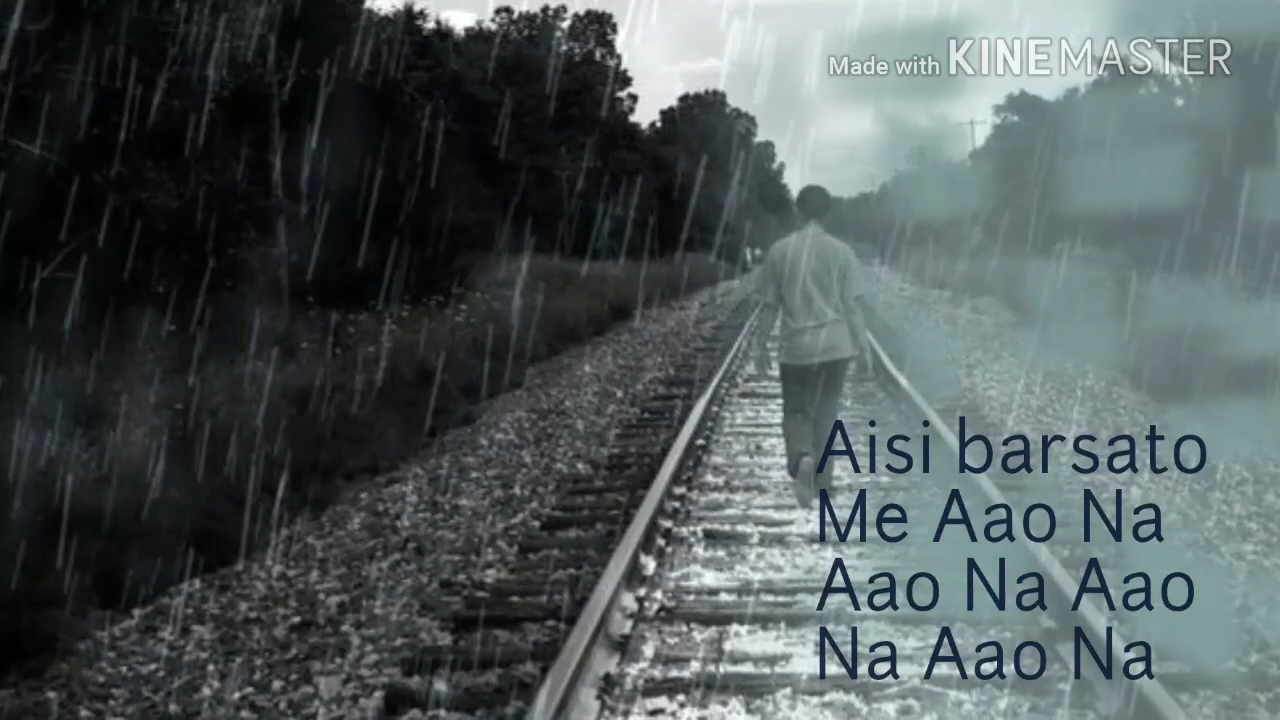 Made with KINEMASTER
Aisi barsato
Me Aao Na
Aao Na Aao
Na Aao Na